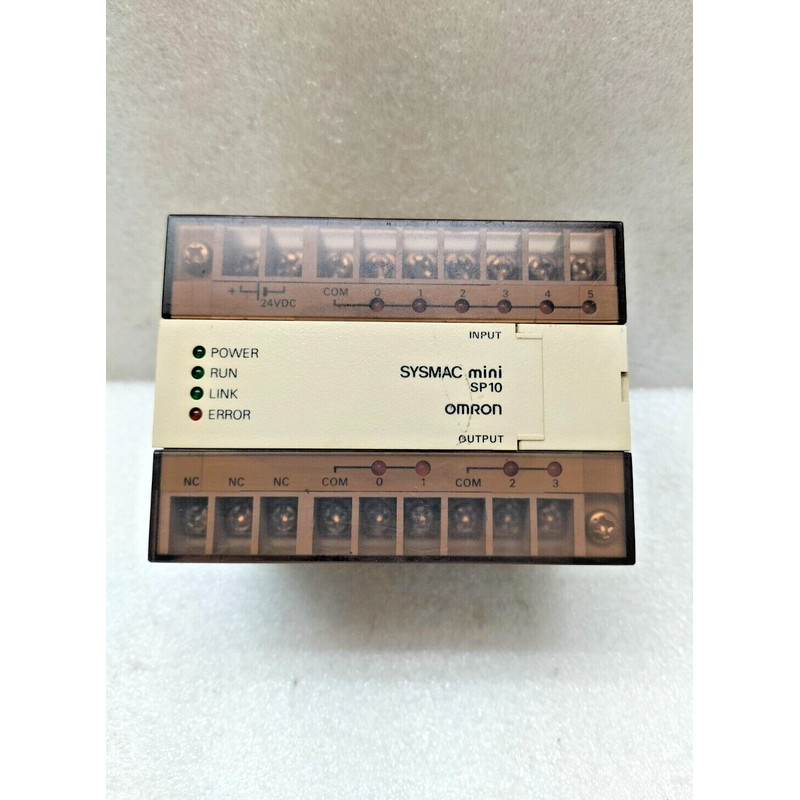 COM 0 1 2 3 4 5
+ 24VDC
INPUT
POWER
RUN
LINK
ERROR
SYSMAC mini
SP10
OMRON
OUTPUT
NC NC NC COM 0 1 COM 2 3